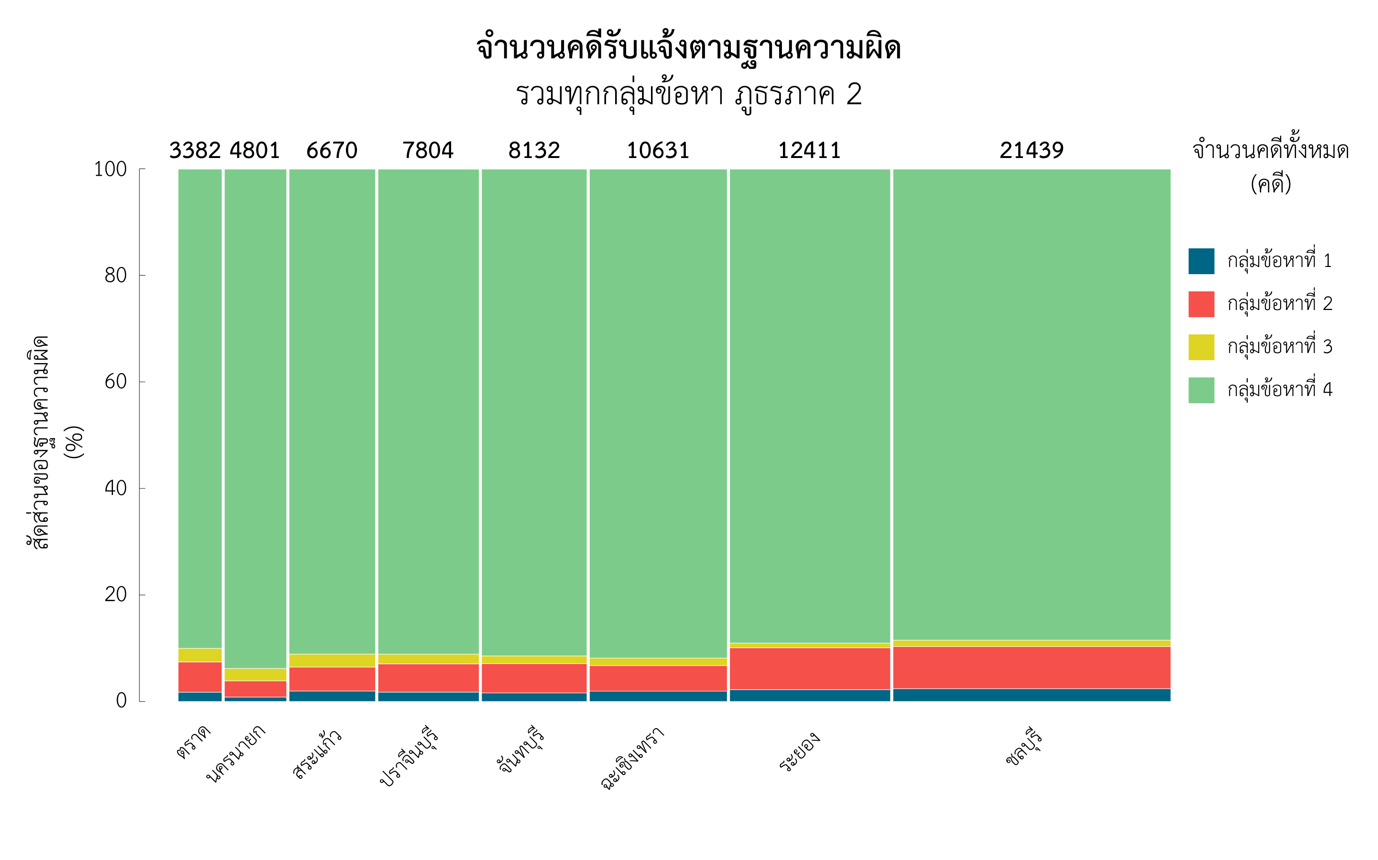 จำนวนคดีรับแจ้งตามฐานความผิด
รวมทุกกลุ่มข้อหา ภูธรภาค 2
3382 4801 6670 7804 8132 10631 12411 21439
จำนวนคดีทั้งหมด
(คดี)
100
80
60
40
20
0
สัดส่วนของฐานความผิด
(%)
กลุ่มข้อหาที่ 1
กลุ่มข้อหาที่ 2
กลุ่มข้อหาที่ 3
กลุ่มข้อหาที่ 4
ตราด
นครนายก
สระแก้ว
ปราจีนบุรี
จันทบุรี
ฉะเชิงเทรา
ระยอง
ชลบุรี